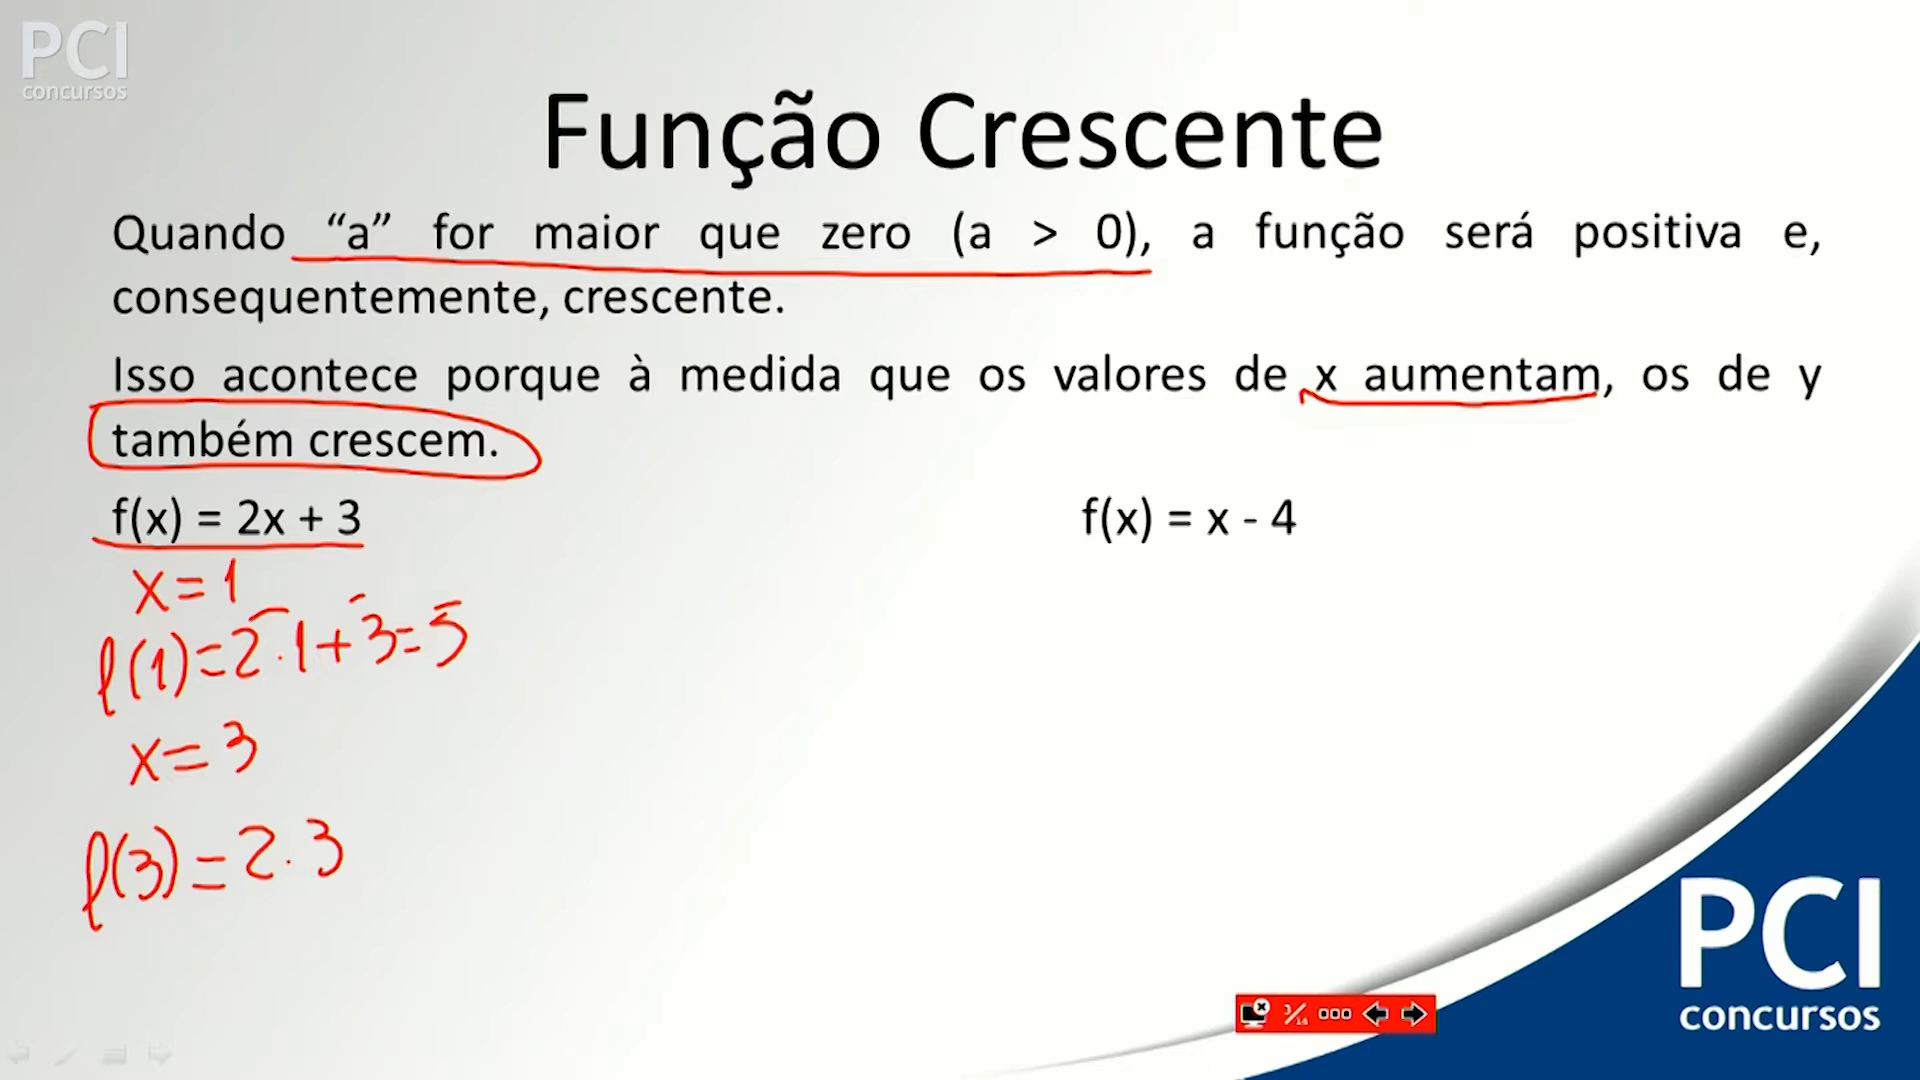 PCI
concursos
Função Crescente
Quando “a” for maior que zero (a > 0), a função será positiva e,
consequentemente, crescente.
Isso acontece porque à medida que os valores de x aumentam, os de y
também crescem.
f(x) = 2x + 3
f(x) = x - 4
x = 1
f(1) = 2.1 + 3 = 5
x = 3
f(3) = 2.3
PCI
concursos
3/14